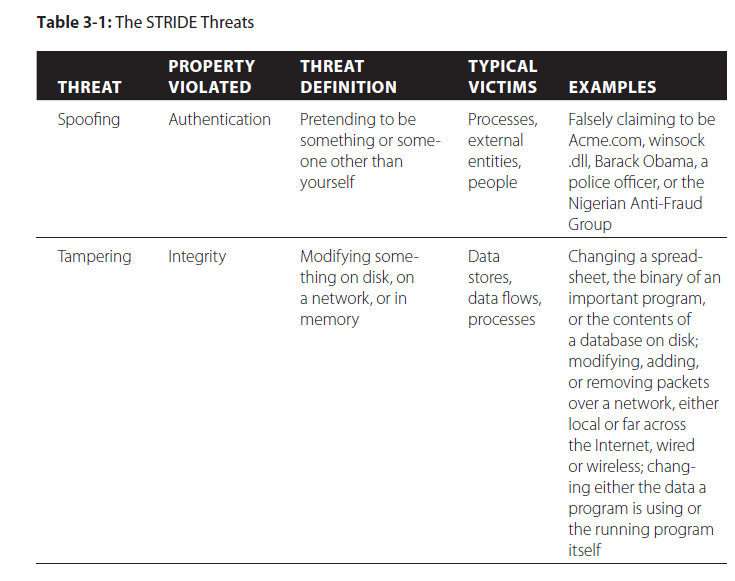 Table 3-1: The STRIDE Threats
THREAT
PROPERTY
VIOLATED
THREAT
DEFINITION
TYPICAL
VICTIMS
EXAMPLES
Spoofing
Authentication
Pretending to be
something or some-
one other than
yourself
Processes,
external
entities,
people
Falsely claiming to be
Acme.com, winsock
.dll, Barack Obama, a
police officer, or the
Nigerian Anti-Fraud
Group
Tampering
Integrity
Modifying some-
thing on disk, on
a network, or in
memory
Data
stores,
data flows,
processes
Changing a spread-
sheet, the binary of an
important program,
or the contents of
a database on disk;
modifying, adding,
or removing packets
over a network, either
local or far across
the Internet, wired
or wireless; chang-
ing either the data a
program is using or
the running program
itself